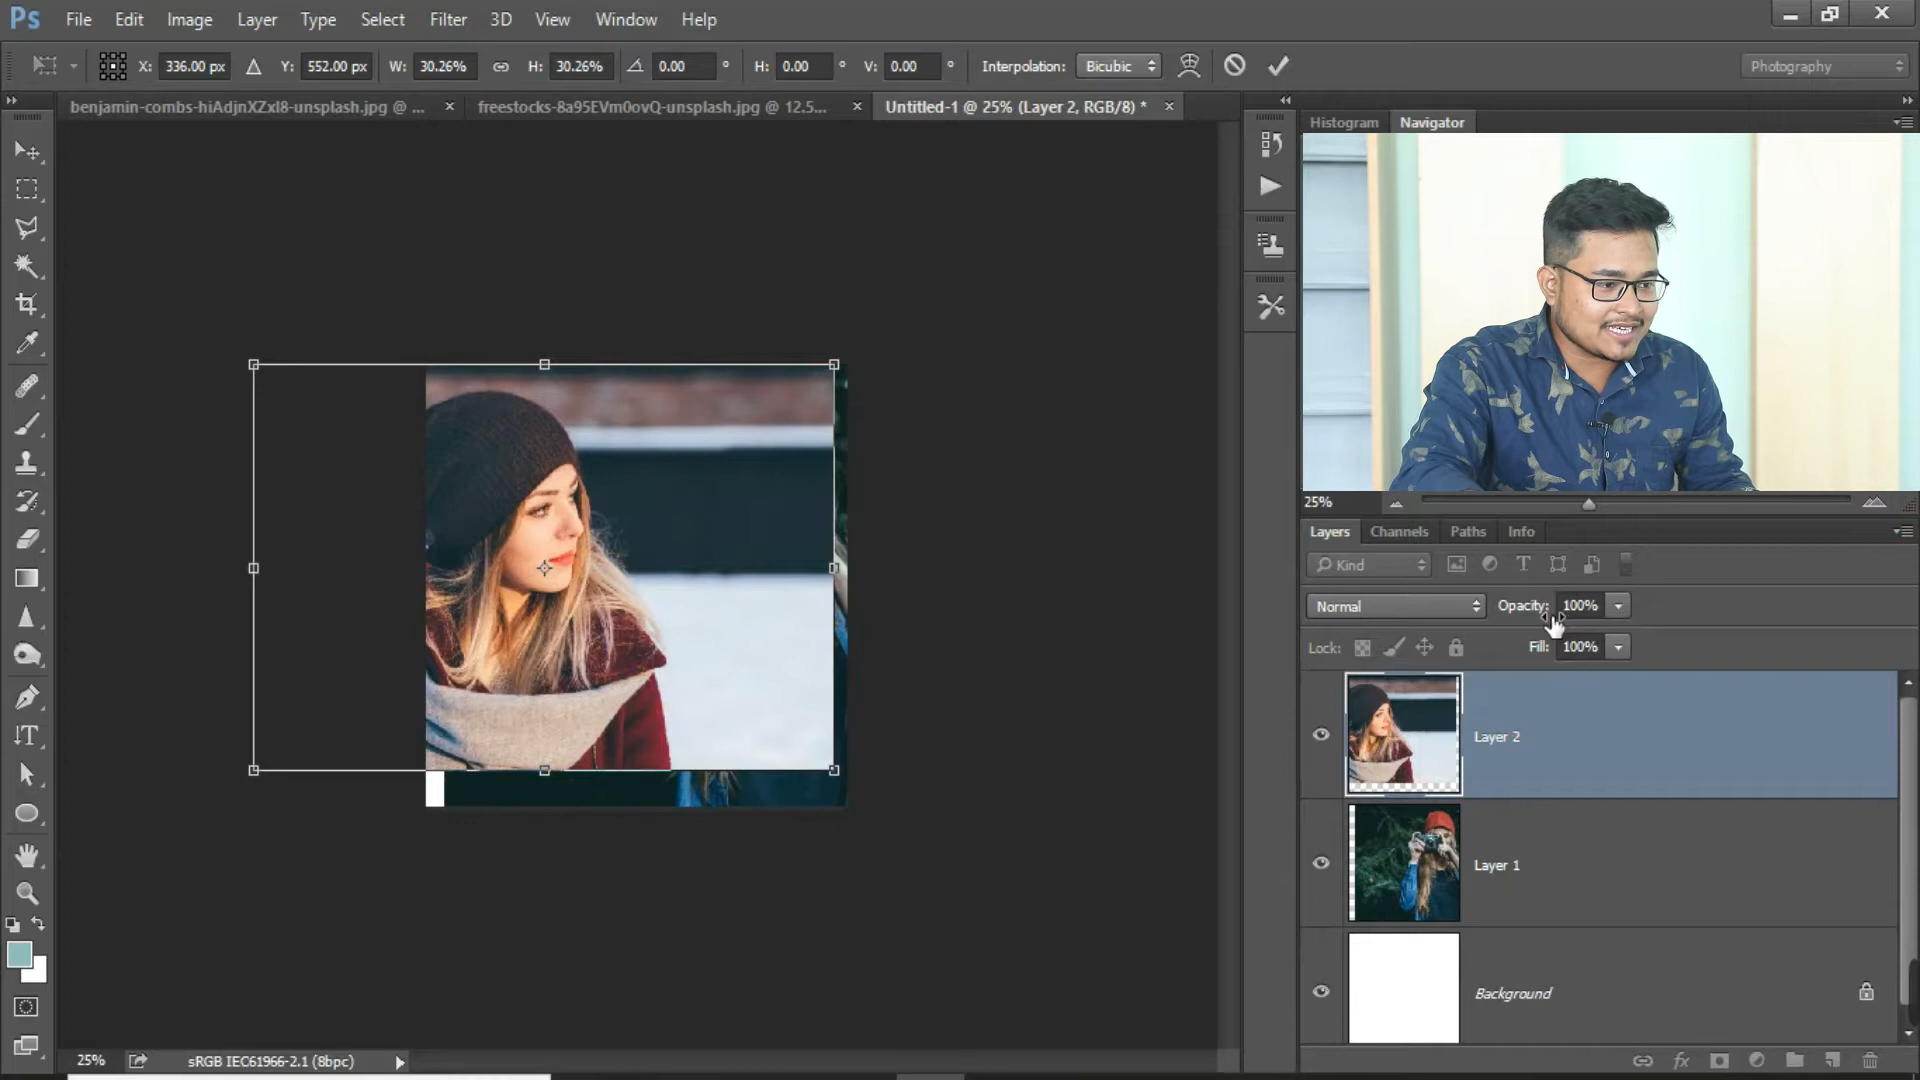 Ps File Edit Image Layer Type Select Filter 3D View Window Help
X: 336.00 px Y: 552.00 px W: 30.26% H: 30.26% 0.00 ° H: 0.00 ° V: 0.00 ° Interpolation: Bicubic Photography
benjamin-combs-hiAdjnXZxI8-unsplash.jpg @ ... freestocks-8a95EVm0ovQ-unsplash.jpg @ 12.5... Untitled-1 @ 25% (Layer 2, RGB/8) *
Histogram Navigator
25%
Layers Channels Paths Info
Kind
Normal Opacity: 100%
Lock: Fill: 100%
Layer 2
Layer 1
Background
25% sRGB IEC61966-2.1 (8bpc)